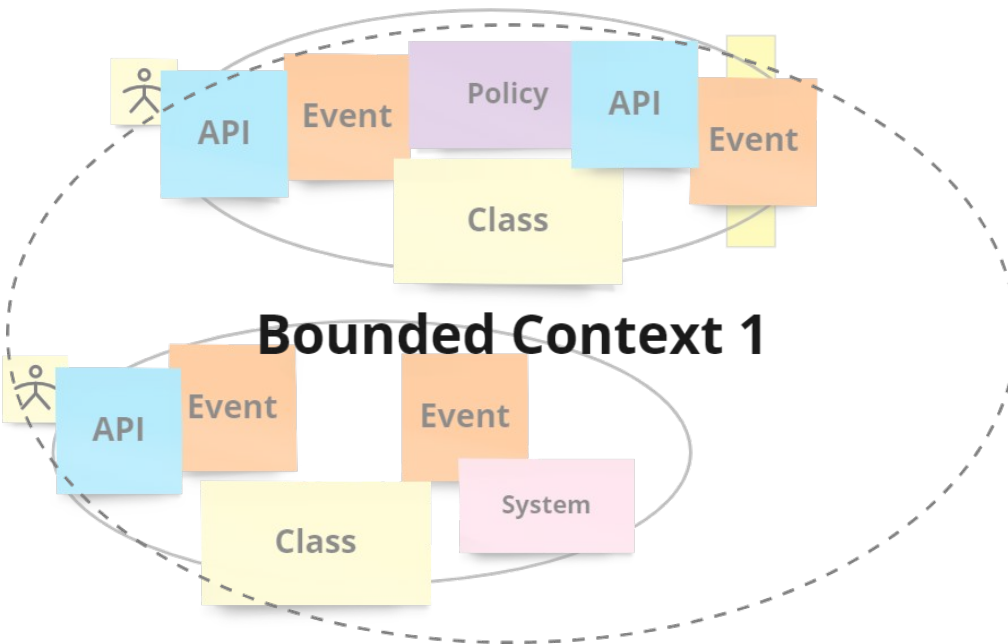 API
Event
Policy
API
Event
Class
Bounded Context 1
API
Event
Event
System
Class